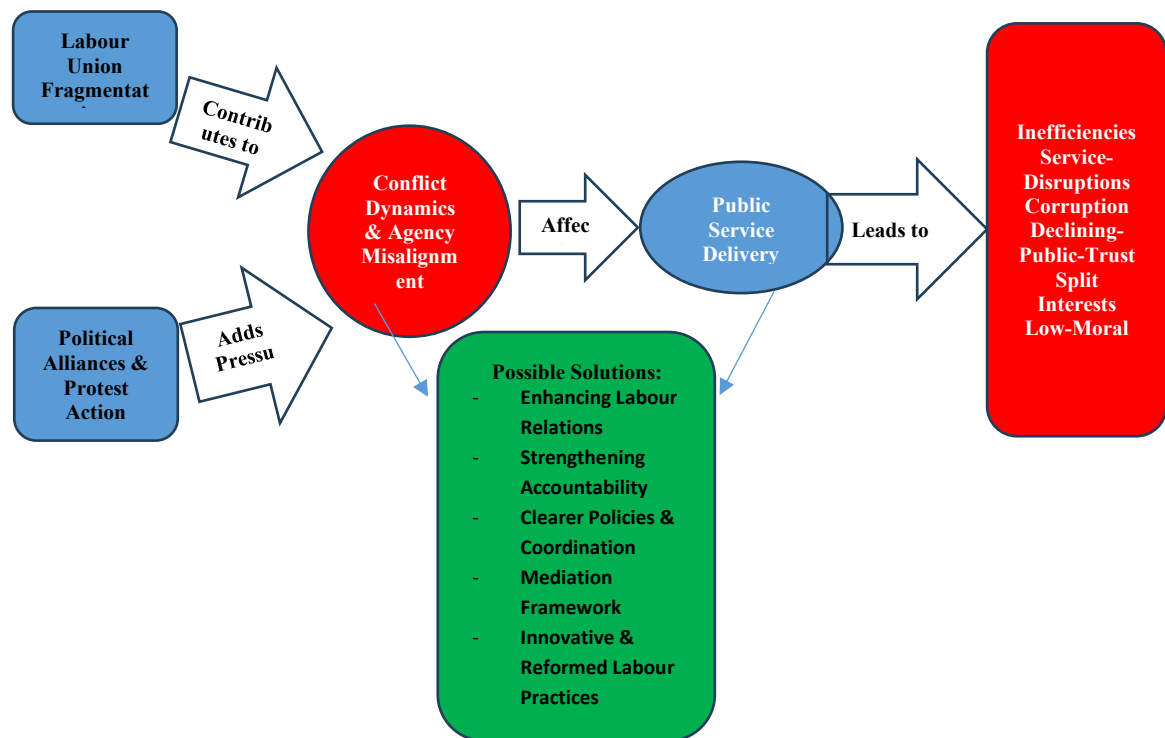 Labour
Union
Fragmentat
Contrib
utes to
Political
Alliances &
Protest
Action
Adds
Pressu
Conflict
Dynamics
& Agency
Misalignm
ent
Affec
Public
Service
Delivery
Leads to
Inefficiencies
Service-
Disruptions
Corruption
Declining-
Public-Trust
Split
Interests
Low-Moral
Possible Solutions:
- Enhancing Labour
Relations
- Strengthening
Accountability
- Clearer Policies &
Coordination
- Mediation
Framework
- Innovative &
Reformed Labour
Practices